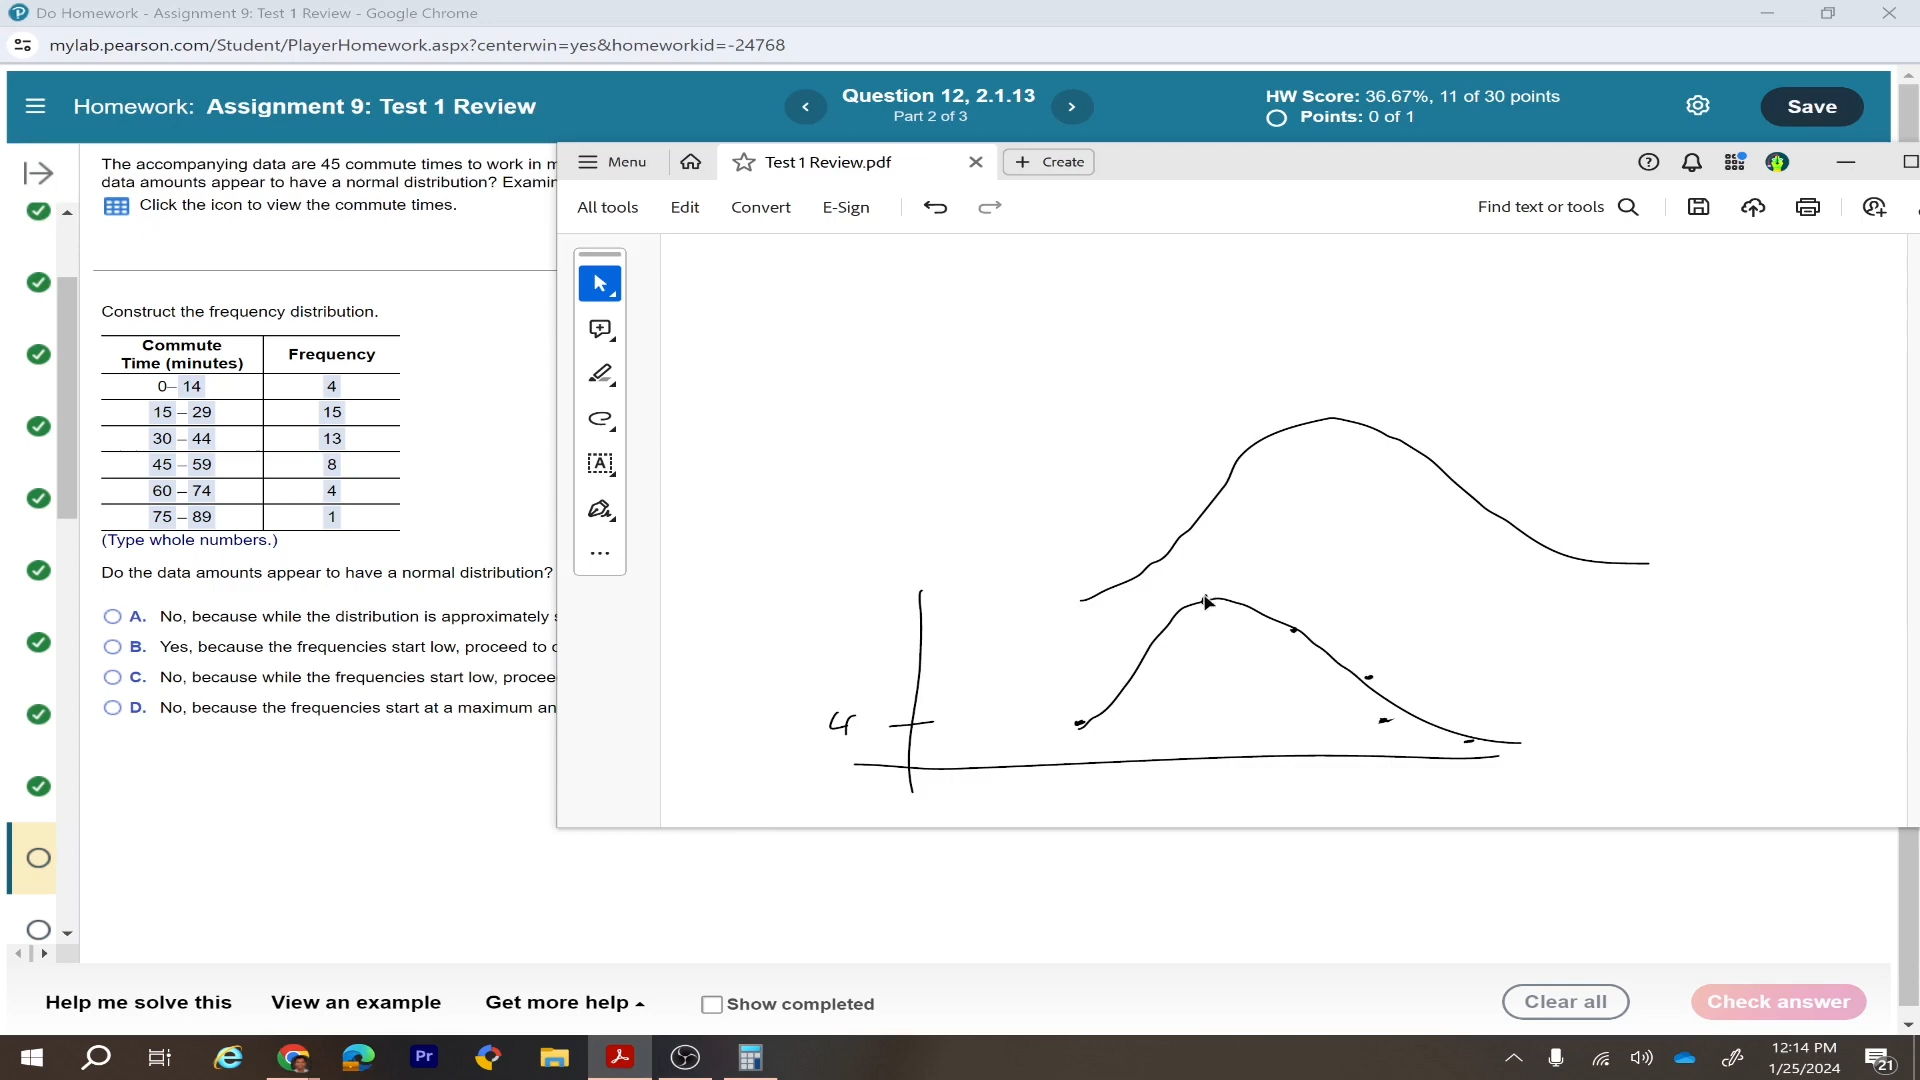 Do Homework - Assignment 9: Test 1 Review - Google Chrome
mylab.pearson.com/Student/PlayerHomework.aspx?centerwin=yes&homeworkid=-24768
Homework: Assignment 9: Test 1 Review
Question 12, 2.1.13
Part 2 of 3
HW Score: 36.67%, 11 of 30 points
Points: 0 of 1
Save
The accompanying data are 45 commute times to work in
data amounts appear to have a normal distribution?
Click the icon to view the commute times.
Construct the frequency distribution.
Commute Time (minutes) Frequency
0– 14 4
15 – 29 15
30 – 44 13
45 – 59 8
60 – 74 4
75 – 89 1
(Type whole numbers.)
Do the data amounts appear to have a normal distribution?
A. No, because while the distribution is approximately
B. Yes, because the frequencies start low, proceed to
C. No, because while the frequencies start low,
D. No, because the frequencies start at a maximum
Menu
Test 1 Review.pdf
+ Create
All tools
Edit
Convert
E-Sign
Find text or tools
A
...
4
Help me solve this
View an example
Get more help
Show completed
Clear all
Check answer
Pr
12:14 PM
1/25/2024
21